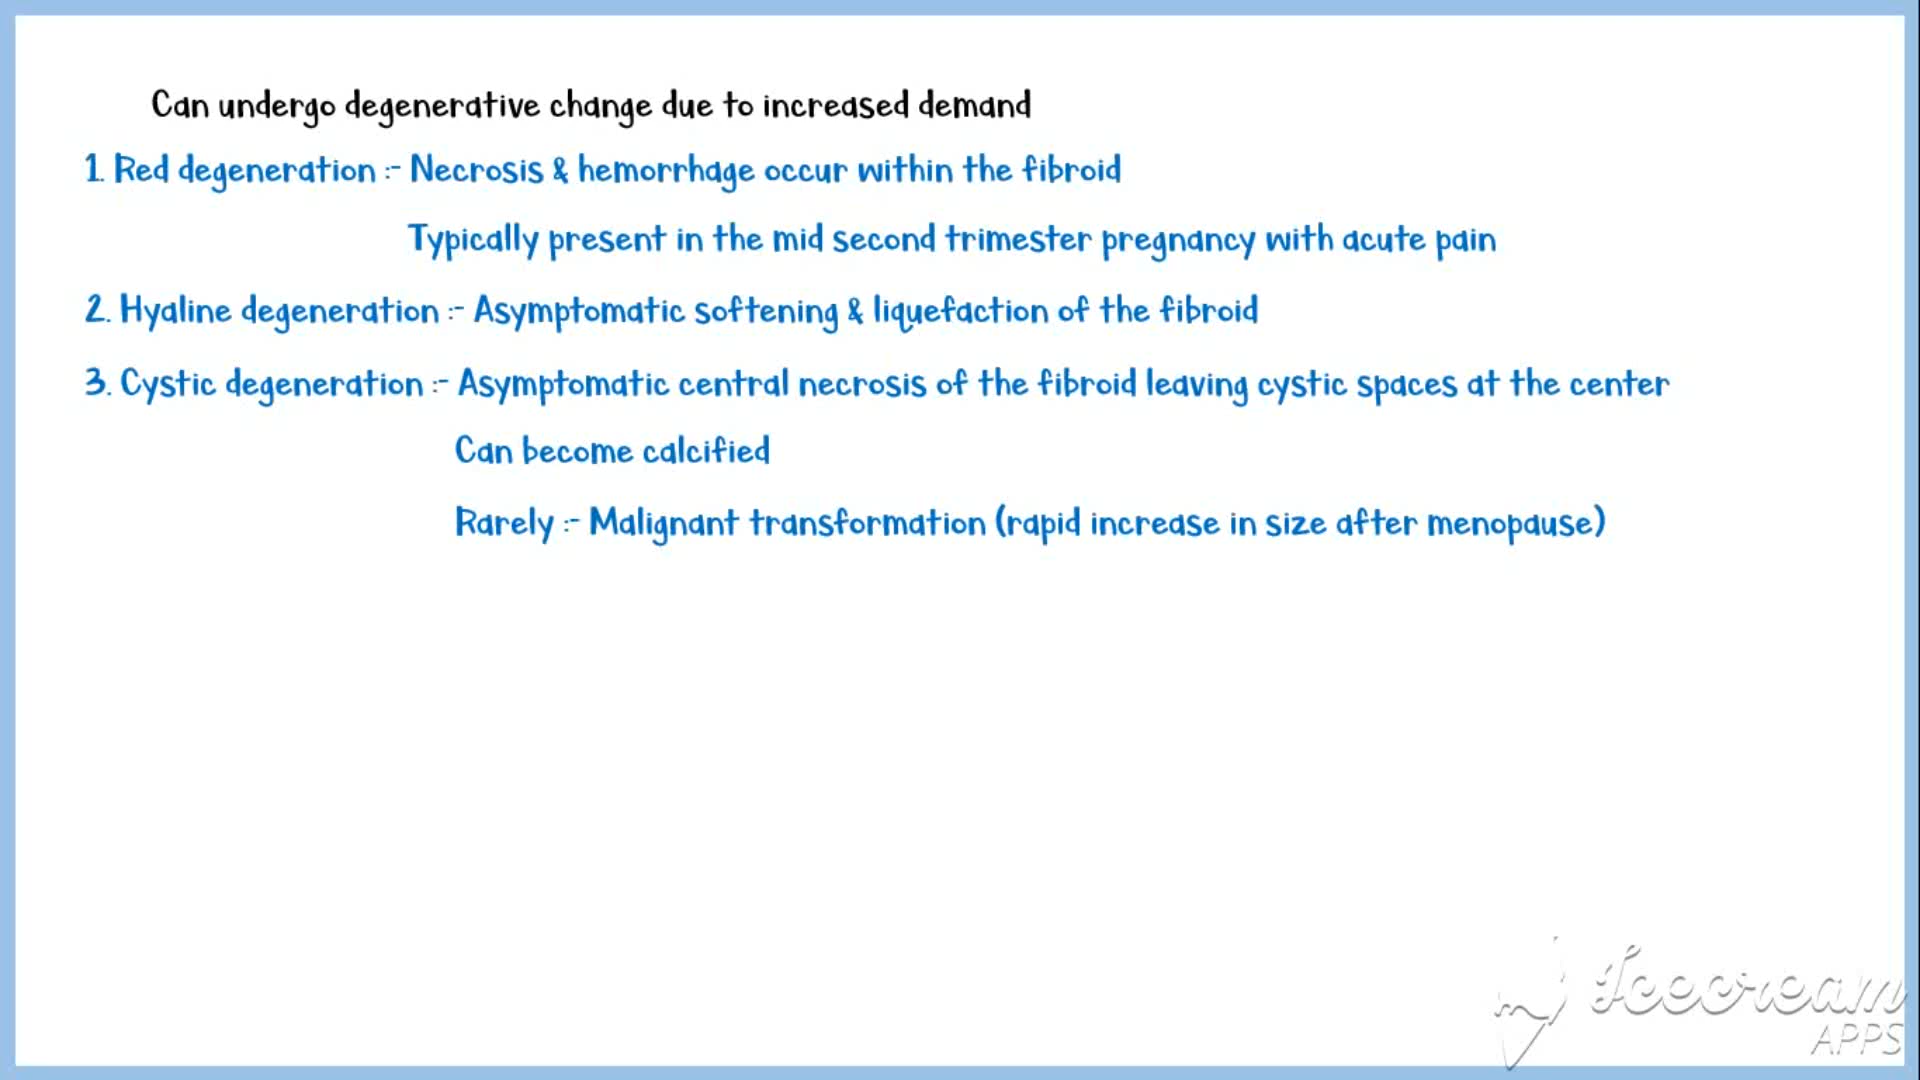 Can undergo degenerative change due to increased demand
1. Red degeneration :- Necrosis & hemorrhage occur within the fibroid
Typically present in the mid second trimester pregnancy with acute pain
2. Hyaline degeneration :- Asymptomatic softening & liquefaction of the fibroid
3. Cystic degeneration :- Asymptomatic central necrosis of the fibroid leaving cystic spaces at the center
Can become calcified
Rarely :- Malignant transformation (rapid increase in size after menopause)
Icecream
APPS